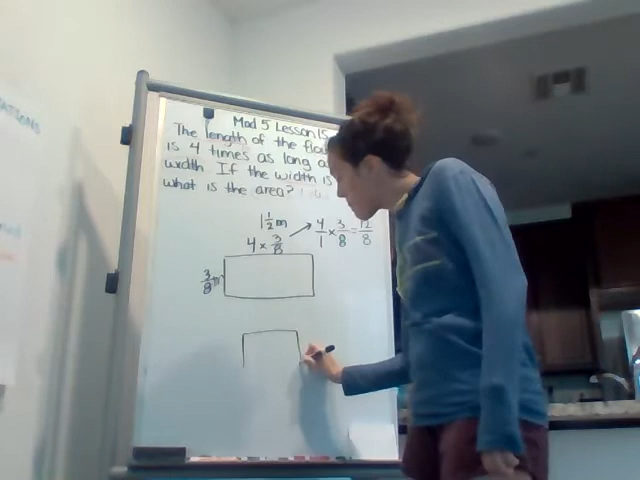 Mod 5 Lesson 15
The length of the
is 4 times as long
width If the width is
what is the area?
1 1/2 m
4 × 3/8
4/1 × 3/8 = 12/8
3/8 m